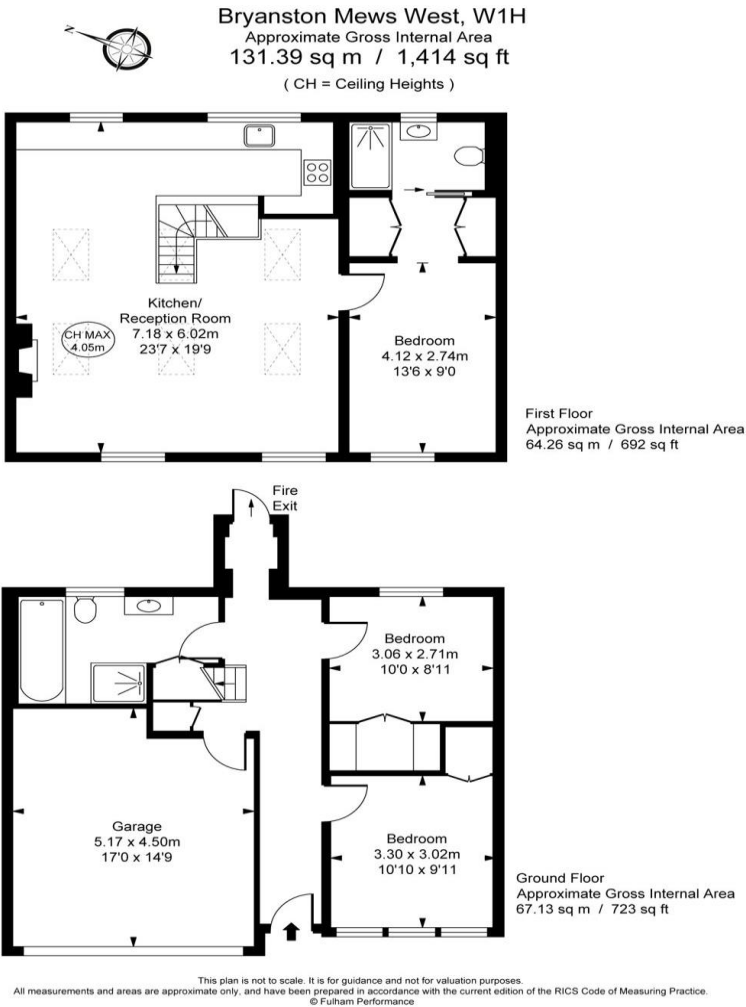 Bryanston Mews West, W1H
Approximate Gross Internal Area
131.39 sq m / 1,414 sq ft
( CH = Ceiling Heights )
N
Kitchen/
Reception Room
7.18 x 6.02m
23'7 x 19'9
CH MAX
4.05m
Bedroom
4.12 x 2.74m
13'6 x 9'0
First Floor
Approximate Gross Internal Area
64.26 sq m / 692 sq ft
Fire
Exit
Bedroom
3.06 x 2.71m
10'0 x 8'11
Garage
5.17 x 4.50m
17'0 x 14'9
Bedroom
3.30 x 3.02m
10'10 x 9'11
Ground Floor
Approximate Gross Internal Area
67.13 sq m / 723 sq ft
This plan is not to scale. It is for guidance and not for valuation purposes.
All measurements and areas are approximate only, and have been prepared in accordance with the current edition of the RICS Code of Measuring Practice.
© Fulham Performance